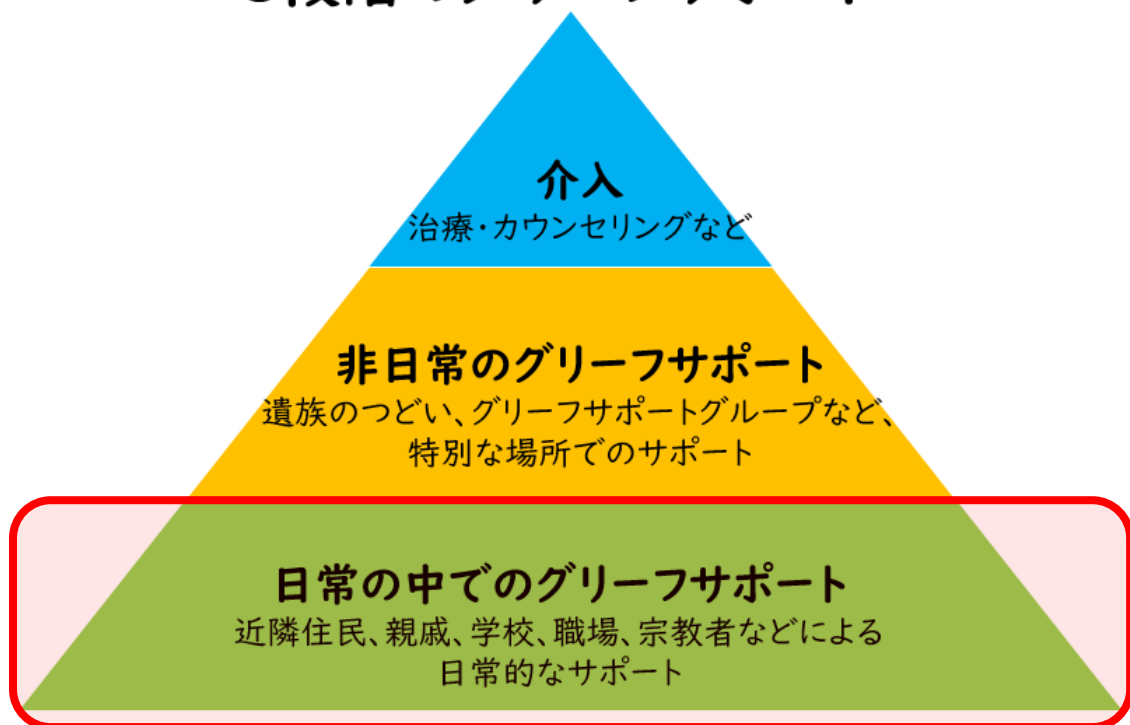 介入
治療・カウンセリングなど
非日常のグリーフサポート
遺族のつどい、グリーフサポートグループなど、
特別な場所でのサポート
日常の中でのグリーフサポート
近隣住民、親戚、学校、職場、宗教者などによる
日常的なサポート